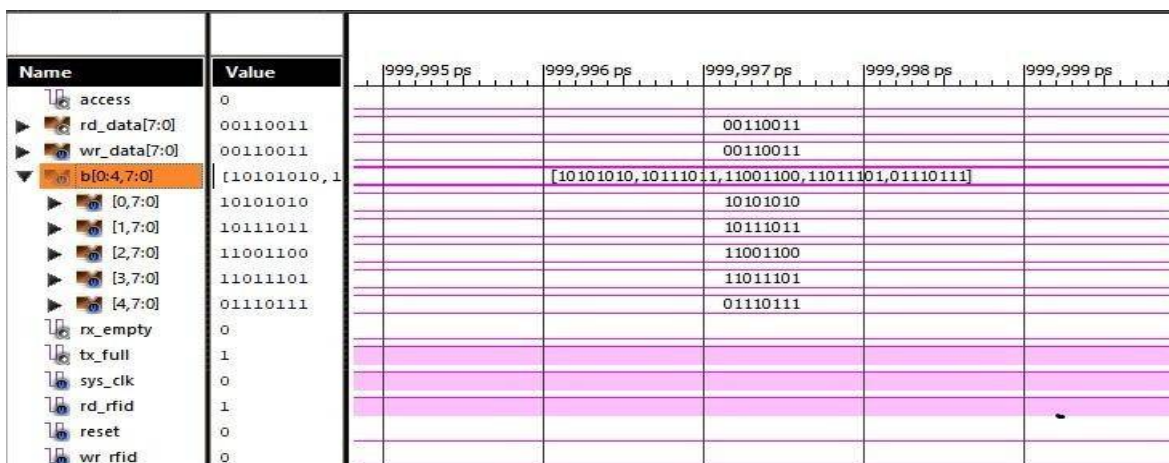 999,995 ps 999,996 ps 999,997 ps 999,998 ps 999,999 ps
Name Value
access 0
rd_data[7:0] 00110011 00110011
wr_data[7:0] 00110011 00110011
b[0:4,7:0] [10101010,1 [10101010,10111011,11001100,11011101,01110111]
[0,7:0] 10101010 10101010
[1,7:0] 10111011 10111011
[2,7:0] 11001100 11001100
[3,7:0] 11011101 11011101
[4,7:0] 01110111 01110111
rx_empty 0
tx_full 1
sys_clk 0
rd_rfid 1
reset 0
wr_rfid 0